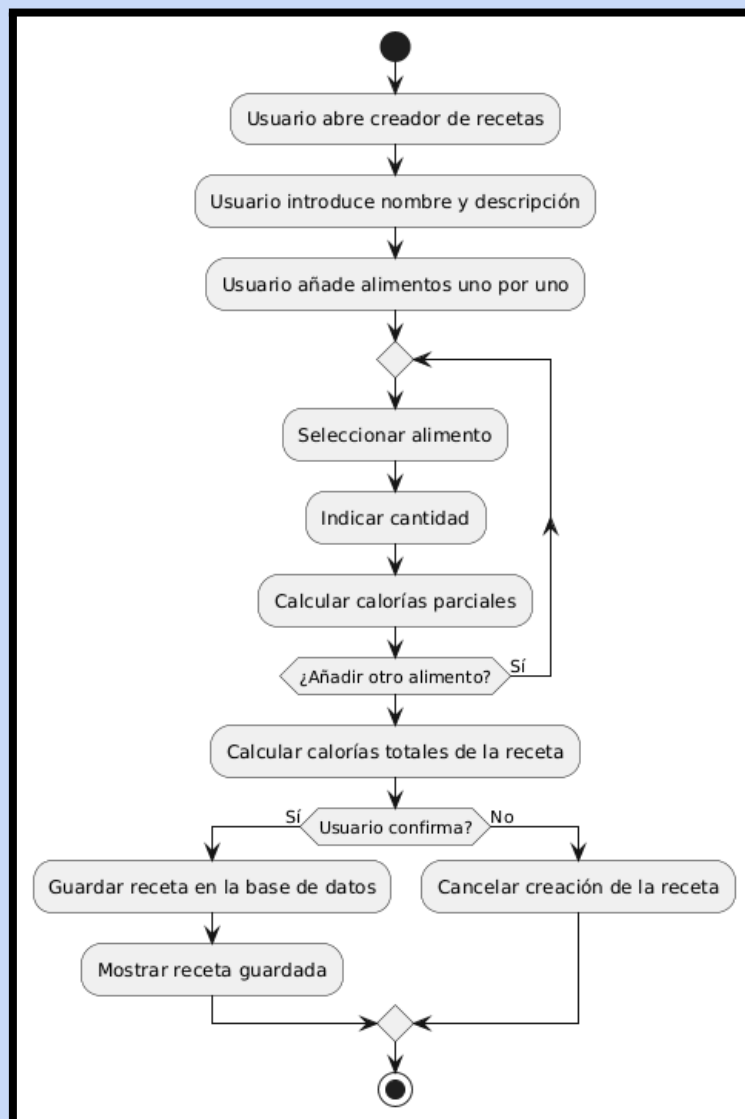 Usuario abre creador de recetas
Usuario introduce nombre y descripción
Usuario añade alimentos uno por uno
Seleccionar alimento
Indicar cantidad
Calcular calorías parciales
¿Añadir otro alimento?
Sí
Calcular calorías totales de la receta
Sí
Usuario confirma?
No
Guardar receta en la base de datos
Cancelar creación de la receta
Mostrar receta guardada